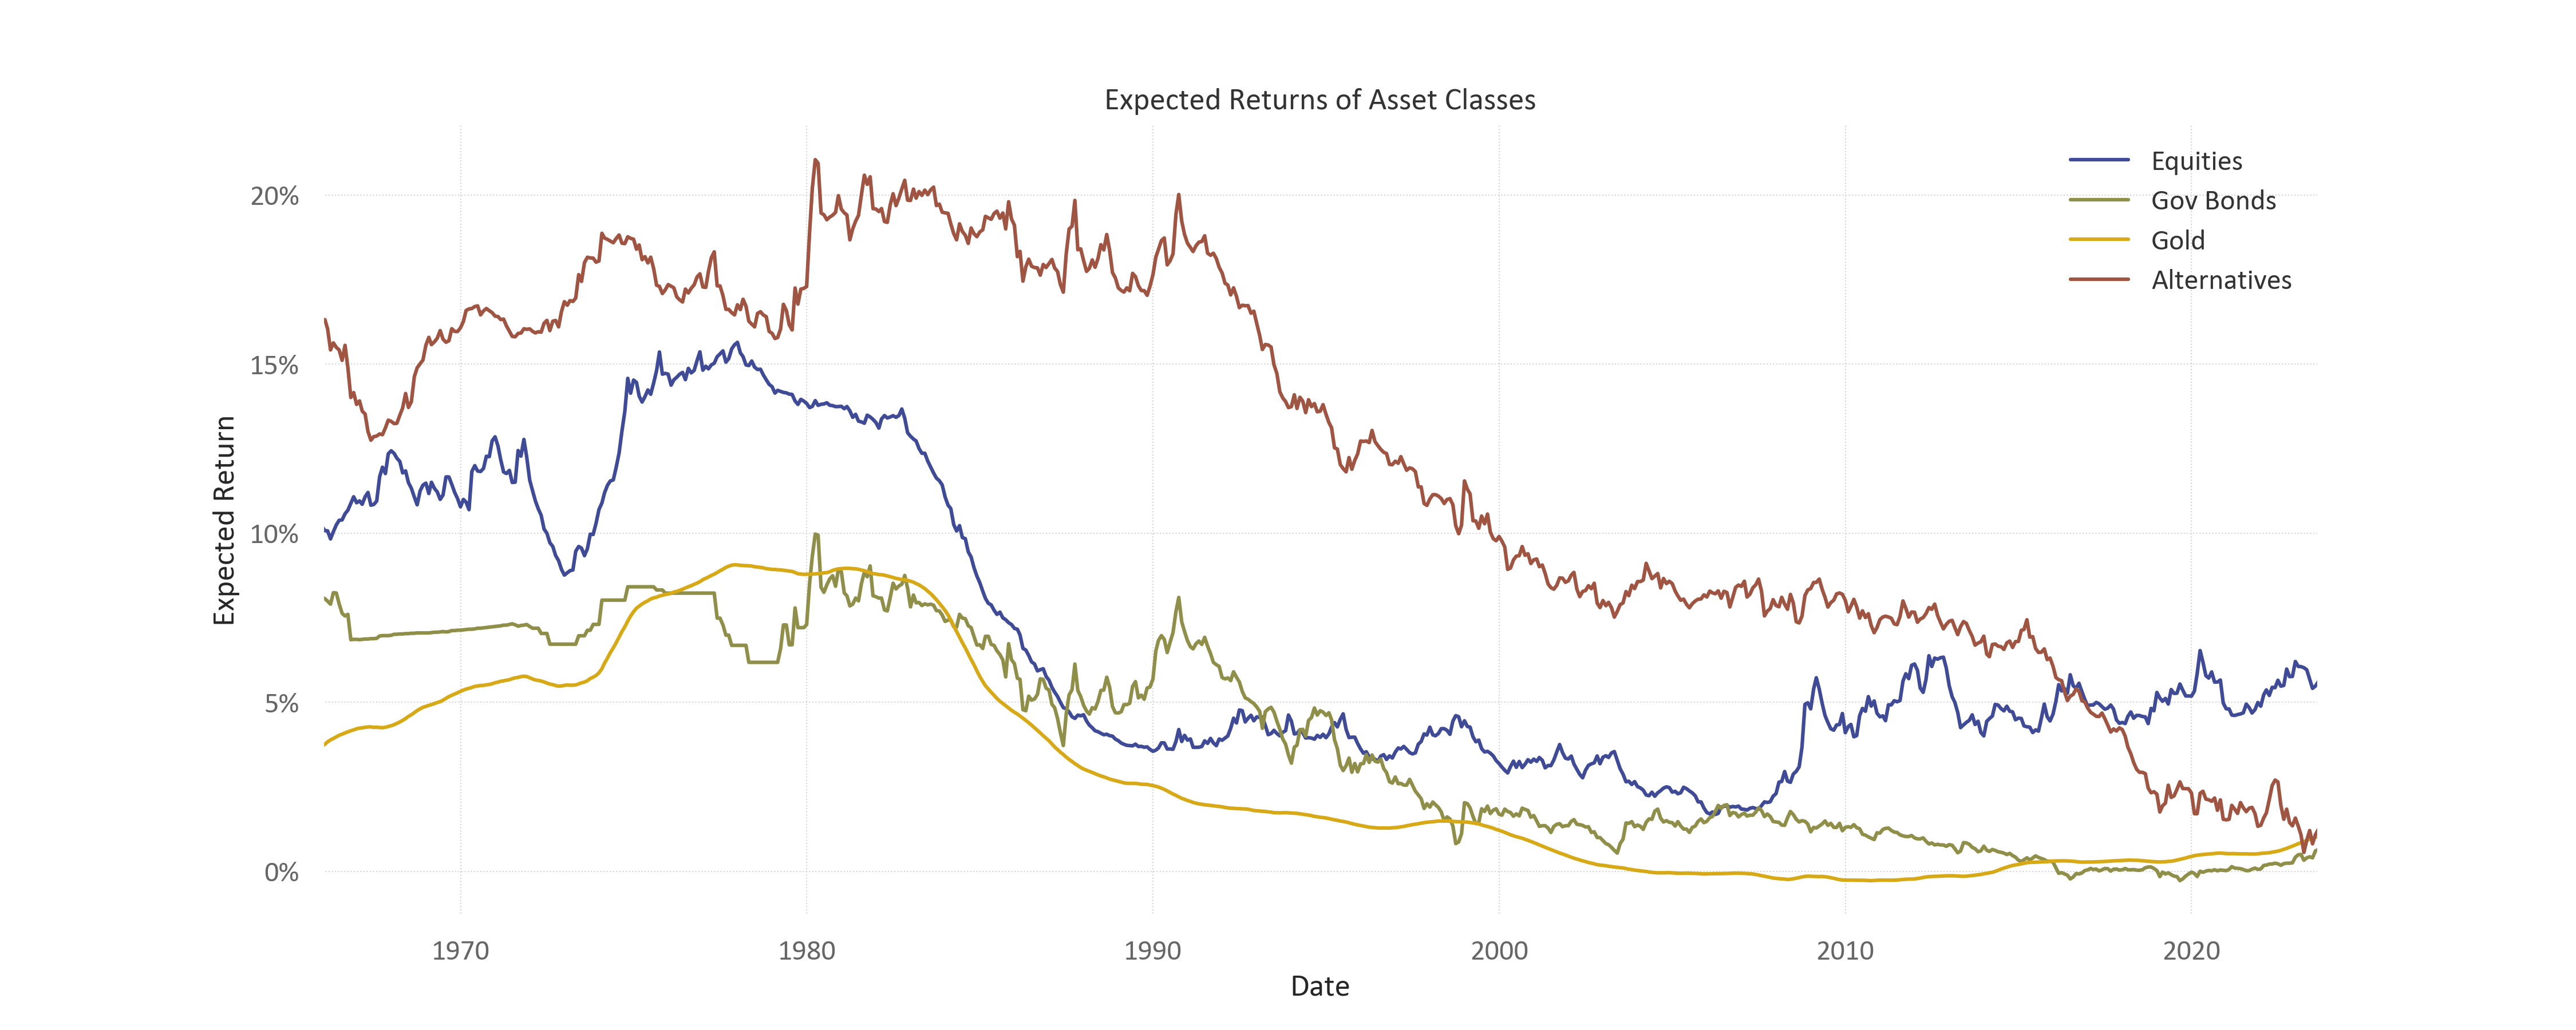 Expected Returns of Asset Classes
Equities
Gov Bonds
Gold
Alternatives
Expected Return
20%
15%
10%
5%
0%
1970
1980
1990
2000
2010
2020
Date